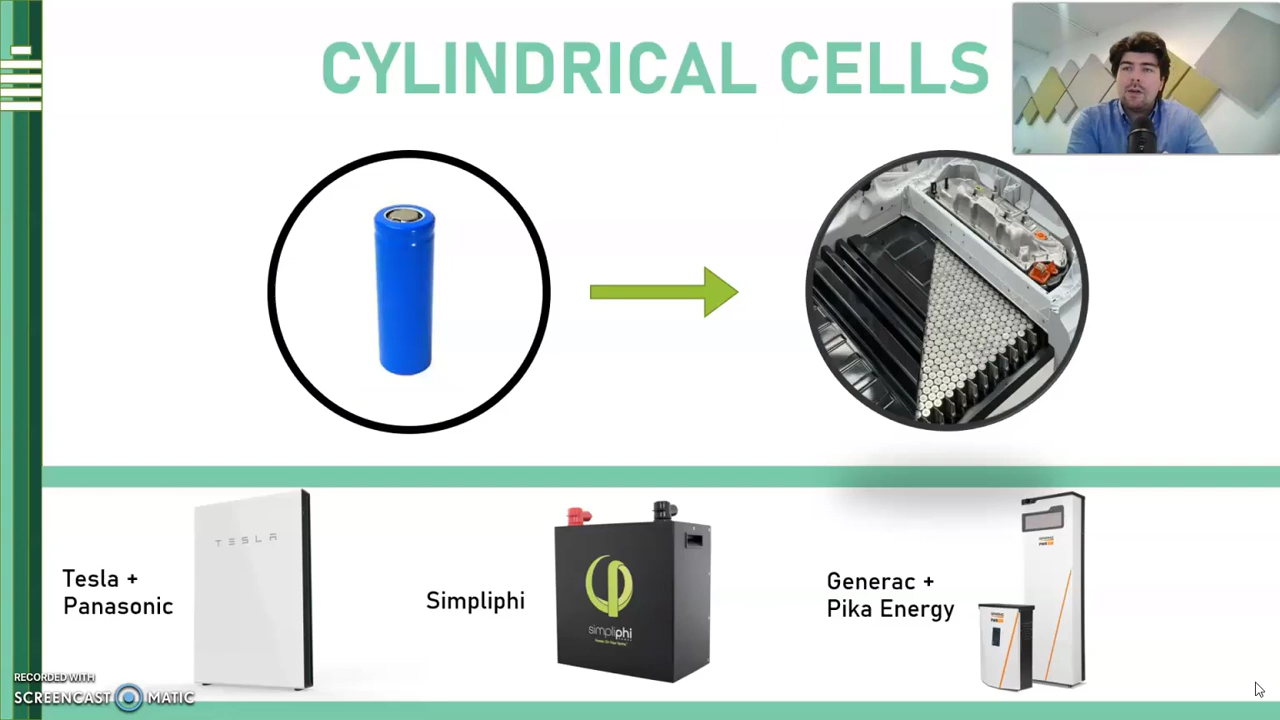 CYLINDRICAL CELLS
Tesla +
Panasonic
TESLA
Simpliphi
simpliphi
Generac +
Pika Energy
RECORDED WITH
SCREENCAST MATIC